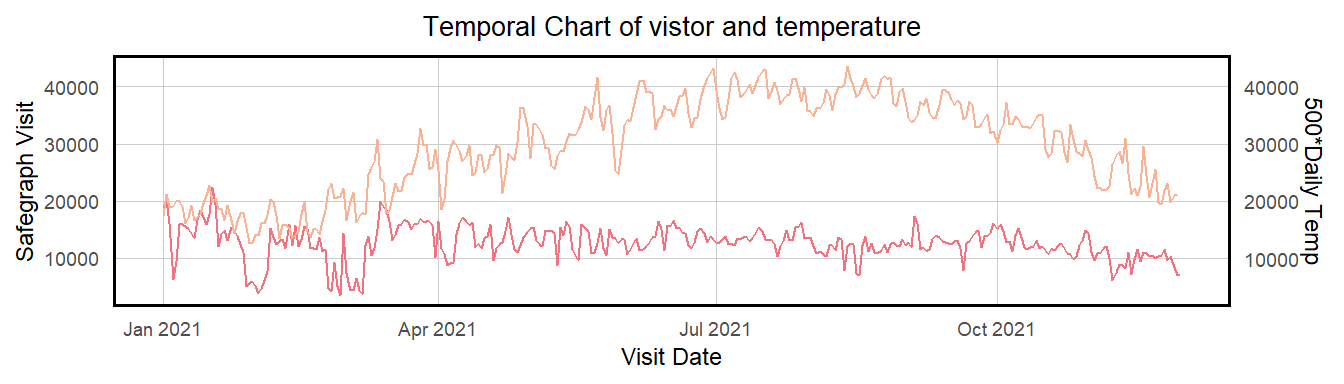 Temporal Chart of vistor and temperature
Safegraph Visit
40000
30000
20000
10000
40000
30000
20000
10000
500*Daily Temp
Jan 2021
Apr 2021
Jul 2021
Oct 2021
Visit Date